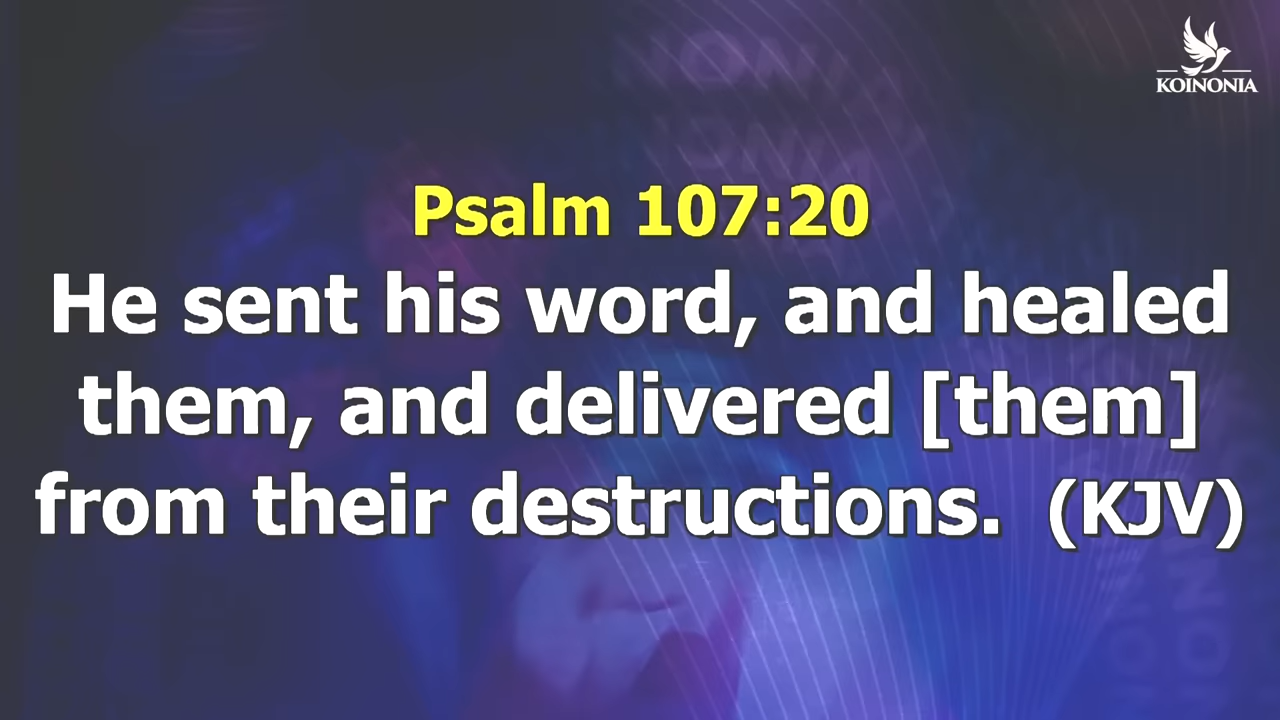 KOINONIA
Psalm 107:20
He sent his word, and healed
them, and delivered [them]
from their destructions.  (KJV)